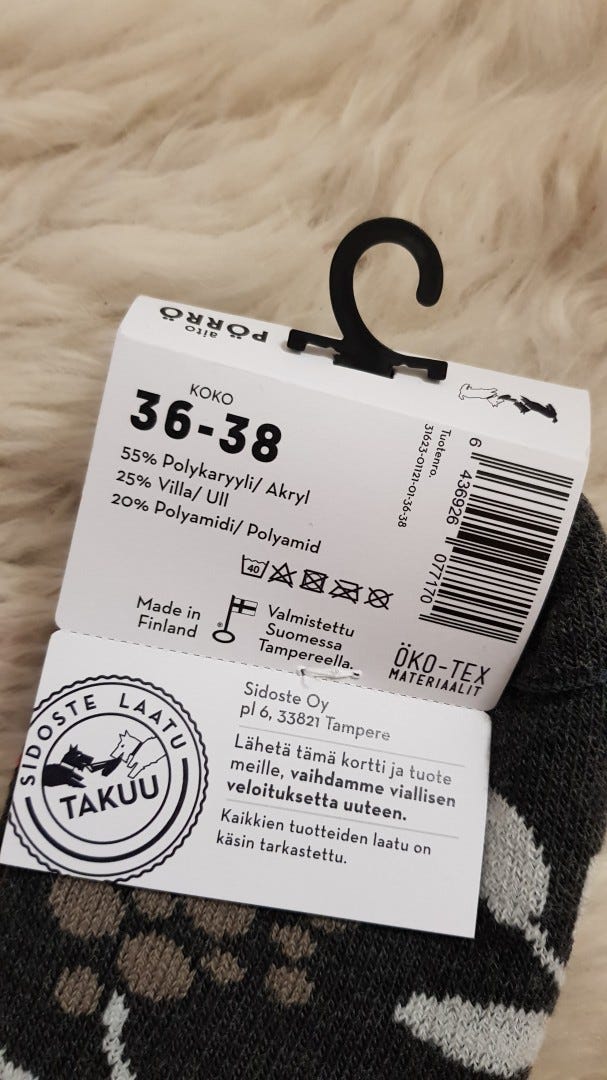 aito
PÖRRÖ
KOKO
36-38
55% Polykaryyli/ Akryl
25% Villa/ Ull
20% Polyamidi/ Polyamid
40
Made in
Finland
Valmistettu
Suomessa
Tampereella.
Tuotenro.
31623-01121-01-36-38
6 436926 077170
ÖKO-TEX
MATERIAALIT
SIDOSTE LAATU
TAKUU
Sidoste Oy
pl 6, 33821 Tampere
Lähetä tämä kortti ja tuote
meille, vaihdamme viallisen
veloituksetta uuteen.
Kaikkien tuotteiden laatu on
käsin tarkastettu.